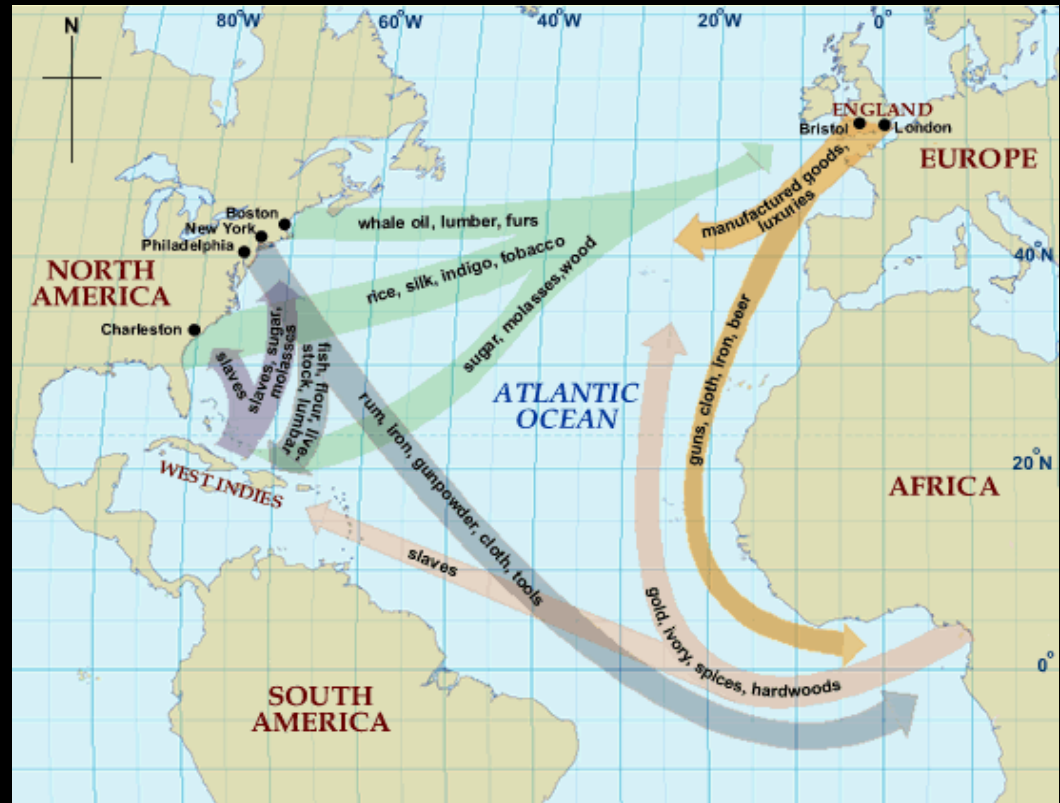 N
80°W
60°W
40°W
20°W
0°
ENGLAND
Bristol
London
EUROPE
manufactured goods,
luxuries
Boston
New York
Philadelphia
whale oil, lumber, furs
rice, silk, indigo, tobacco
sugar, molasses,wood
40°N
NORTH
AMERICA
Charleston
slaves
slaves, sugar,
molasses
fish, flour, live-
stock, lumbar
ATLANTIC
OCEAN
guns, cloth, iron, beer
rum, iron, gunpowder, cloth, tools
WEST INDIES
20°N
AFRICA
slaves
gold, ivory, spices, hardwoods
0°
SOUTH
AMERICA